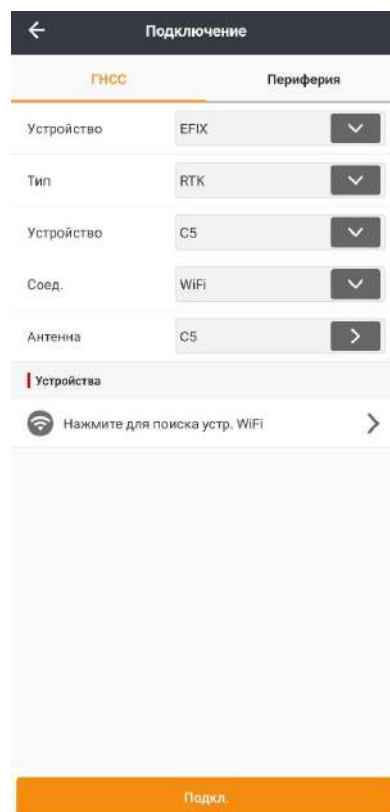 Подключение
ГНСС Периферия
Устройство EFIX
Тип RTK
Устройство C5
Соед. WiFi
Антенна C5
Устройства
Нажмите для поиска устр. WiFi
Подкл.